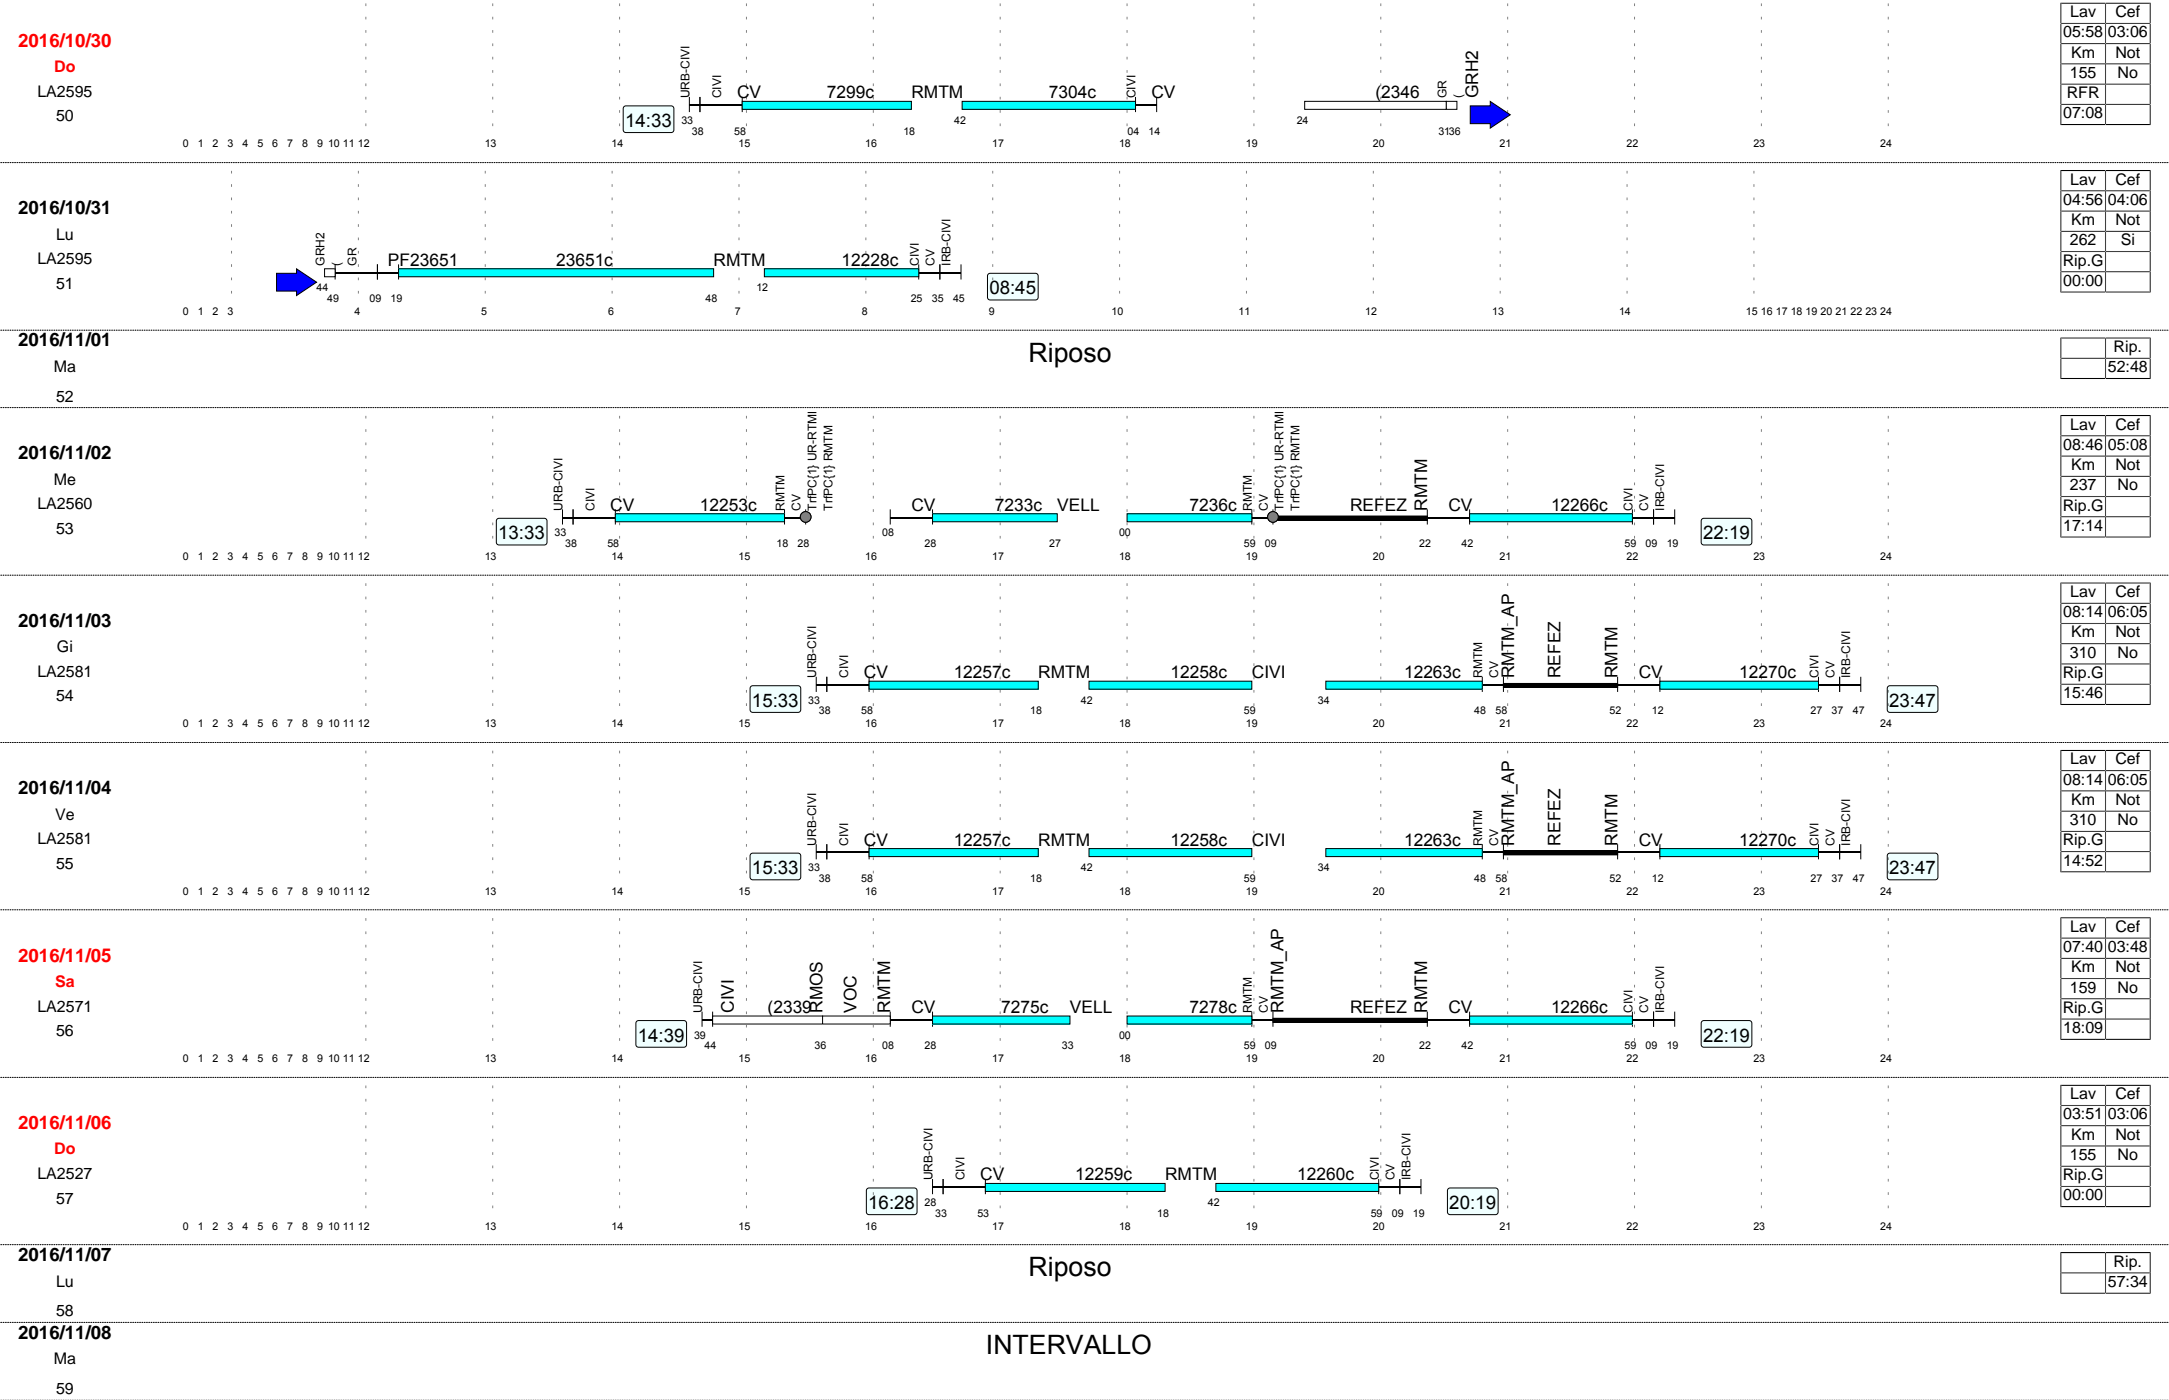 2016/10/30
Do
LA2595
50
14:33
URB-CIVI CIVI CV 7299c RMTM 7304c CIVI CV (2346 GR ( GRH2
33 38 58 18 42 04 14 24 31 36
0 1 2 3 4 5 6 7 8 9 10 11 12 13 14 15 16 17 18 19 20 21 22 23 24
Lav Cef
05:58 03:06
Km Not
155 No
RFR
07:08
2016/10/31
Lu
LA2595
51
GRH2 ( GR PF23651 23651c RMTM 12228c CIVI CV IRB-CIVI
44 49 09 19 48 12 25 35 45
08:45
0 1 2 3 4 5 6 7 8 9 10 11 12 13 14 15 16 17 18 19 20 21 22 23 24
Lav Cef
04:56 04:06
Km Not
262 Si
Rip.G
00:00
2016/11/01
Ma
52
Riposo
Rip.
52:48
2016/11/02
Me
LA2560
53
13:33
URB-CIVI CIVI CV 12253c RMTM CV TrfPC{1} UR-RTMI TrfPC{1} RMTM CV 7233c VELL 7236c RMTM CV TrfPC{1} UR-RTMI TrfPC{1} RMTM REFEZ RMTM CV 12266c CIVI CV IRB-CIVI
33 38 58 18 28 08 28 27 00 59 09 22 42 59 09 19
22:19
0 1 2 3 4 5 6 7 8 9 10 11 12 13 14 15 16 17 18 19 20 21 22 23 24
Lav Cef
08:46 05:08
Km Not
237 No
Rip.G
17:14
2016/11/03
Gi
LA2581
54
15:33
URB-CIVI CIVI CV 12257c RMTM 12258c CIVI 12263c RMTM CV RMTM_AP REFEZ RMTM CV 12270c CIVI CV IRB-CIVI
33 38 58 18 42 59 34 48 58 52 12 27 37 47
23:47
0 1 2 3 4 5 6 7 8 9 10 11 12 13 14 15 16 17 18 19 20 21 22 23 24
Lav Cef
08:14 06:05
Km Not
310 No
Rip.G
15:46
2016/11/04
Ve
LA2581
55
15:33
URB-CIVI CIVI CV 12257c RMTM 12258c CIVI 12263c RMTM CV RMTM_AP REFEZ RMTM CV 12270c CIVI CV IRB-CIVI
33 38 58 18 42 59 34 48 58 52 12 27 37 47
23:47
0 1 2 3 4 5 6 7 8 9 10 11 12 13 14 15 16 17 18 19 20 21 22 23 24
Lav Cef
08:14 06:05
Km Not
310 No
Rip.G
14:52
2016/11/05
Sa
LA2571
56
14:39
URB-CIVI CIVI (2339 RMOS VOC RMTM CV 7275c VELL 7278c RMTM CV RMTM_AP REFEZ RMTM CV 12266c CIVI CV IRB-CIVI
39 44 36 08 28 33 00 59 09 22 42 59 09 19
22:19
0 1 2 3 4 5 6 7 8 9 10 11 12 13 14 15 16 17 18 19 20 21 22 23 24
Lav Cef
07:40 03:48
Km Not
159 No
Rip.G
18:09
2016/11/06
Do
LA2527
57
16:28
URB-CIVI CIVI CV 12259c RMTM 12260c CIVI CV IRB-CIVI
28 33 53 18 42 59 09 19
20:19
0 1 2 3 4 5 6 7 8 9 10 11 12 13 14 15 16 17 18 19 20 21 22 23 24
Lav Cef
03:51 03:06
Km Not
155 No
Rip.G
00:00
2016/11/07
Lu
58
Riposo
Rip.
57:34
2016/11/08
Ma
59
INTERVALLO